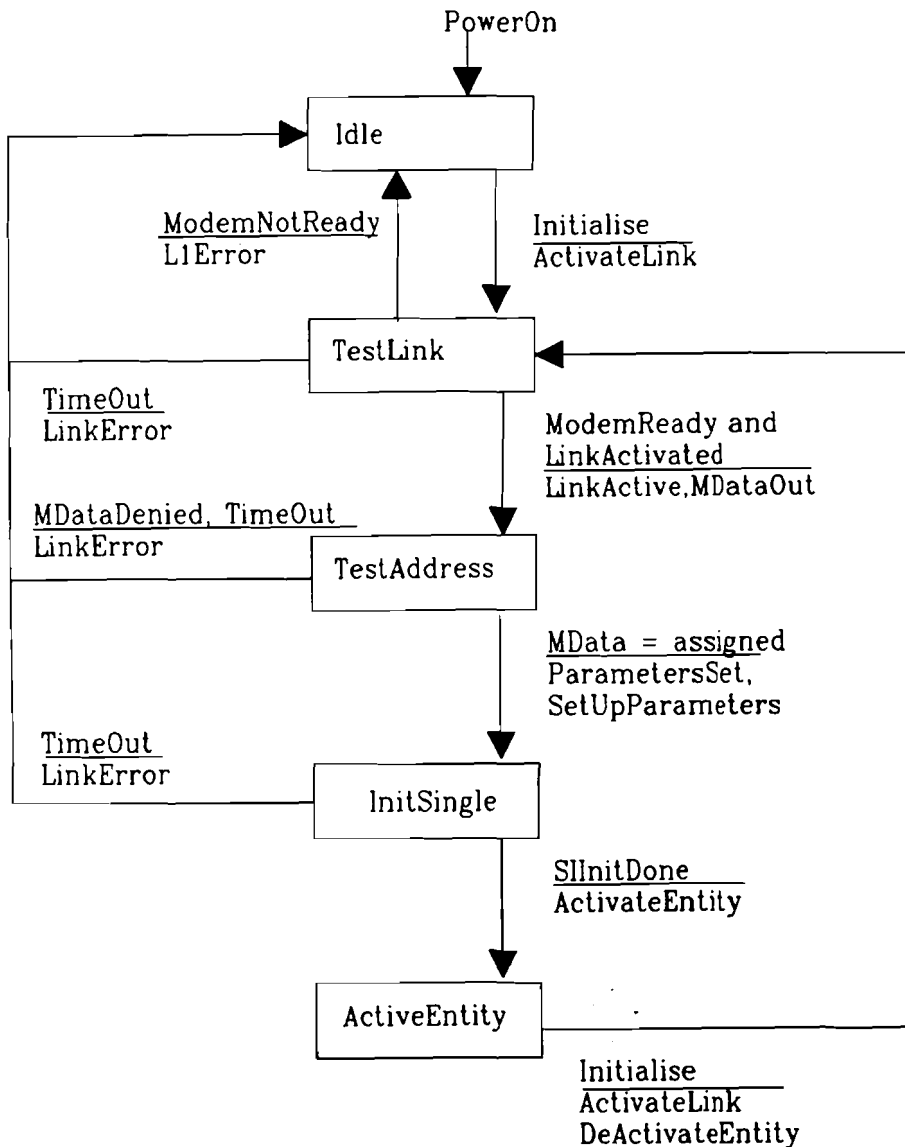 PowerOn
Idle
ModemNotReady
L1Error
Initialise
ActivateLink
TestLink
TimeOut
LinkError
ModemReady and
LinkActivated
LinkActive,MDataOut
MDataDenied, TimeOut
LinkError
TestAddress
MData = assigned
ParametersSet,
SetUpParameters
TimeOut
LinkError
InitSingle
SIInitDone
ActivateEntity
ActiveEntity
Initialise
ActivateLink
DeActivateEntity